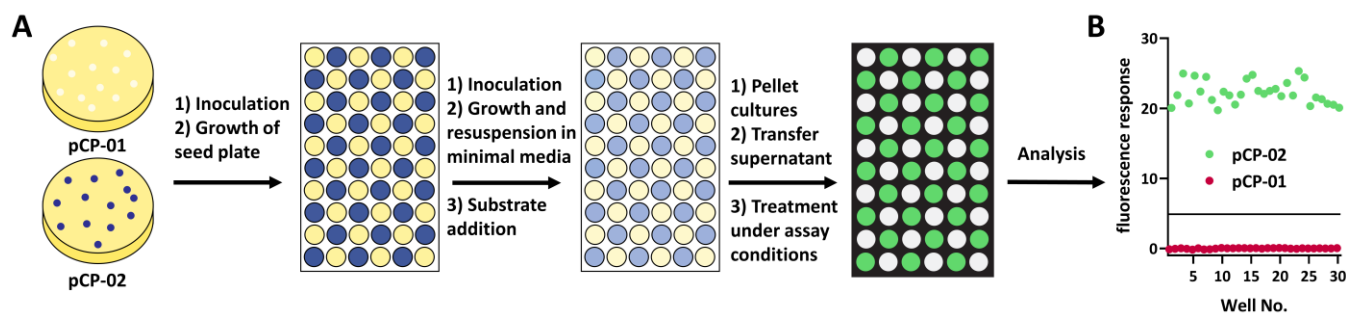 A
pCP-01
pCP-02
1) Inoculation
2) Growth of
seed plate
1) Inoculation
2) Growth and
resuspension in
minimal media
3) Substrate
addition
1) Pellet
cultures
2) Transfer
supernatant
3) Treatment
under assay
conditions
Analysis
B
fluorescence response
30
20
10
0
pCP-02
pCP-01
5 10 15 20 25 30
Well No.